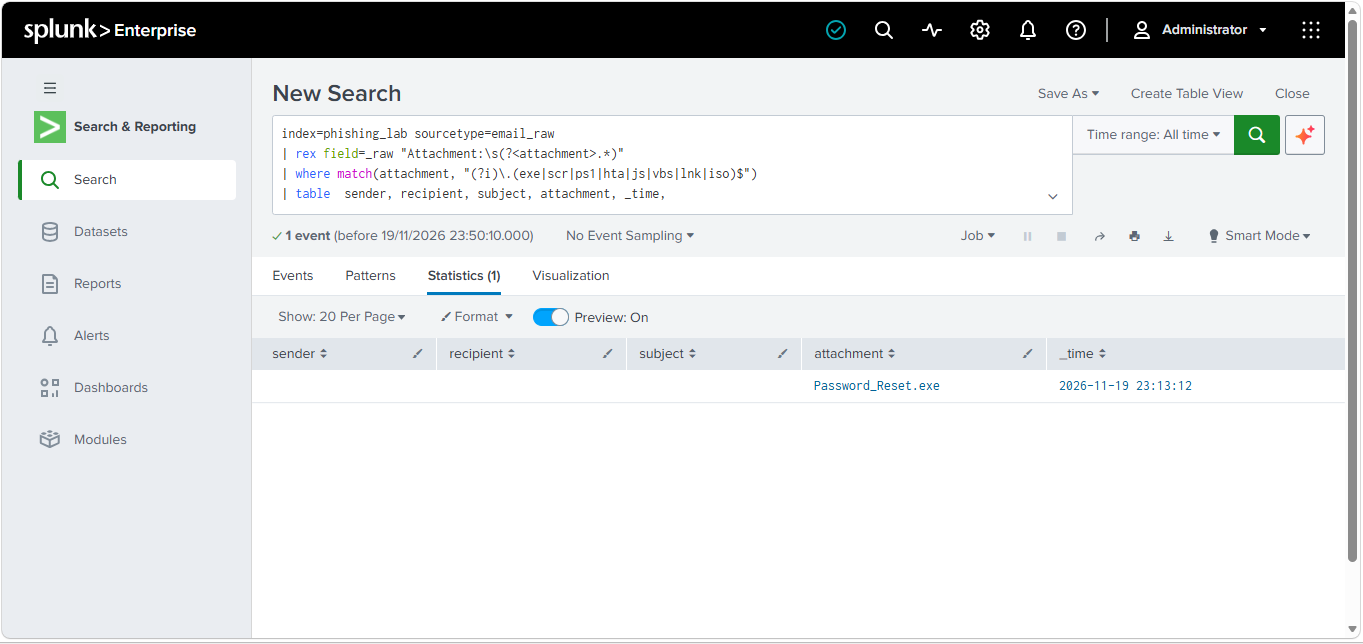 splunk> Enterprise
Administrator
Search & Reporting
Search
Datasets
Reports
Alerts
Dashboards
Modules
New Search
Save As
Create Table View
Close
index=phishing_lab sourcetype=email_raw
| rex field=_raw "Attachment:\s(?<attachment>.*)"
| where match(attachment, "(?i)\.(exe|scr|ps1|hta|js|vbs|lnk|iso)$")
| table  sender, recipient, subject, attachment, _time,
Time range: All time
1 event (before 19/11/2026 23:50:10.000)
No Event Sampling
Job
Smart Mode
Events
Patterns
Statistics (1)
Visualization
Show: 20 Per Page
Format
Preview: On
sender recipient subject attachment _time
Password_Reset.exe 2026-11-19 23:13:12